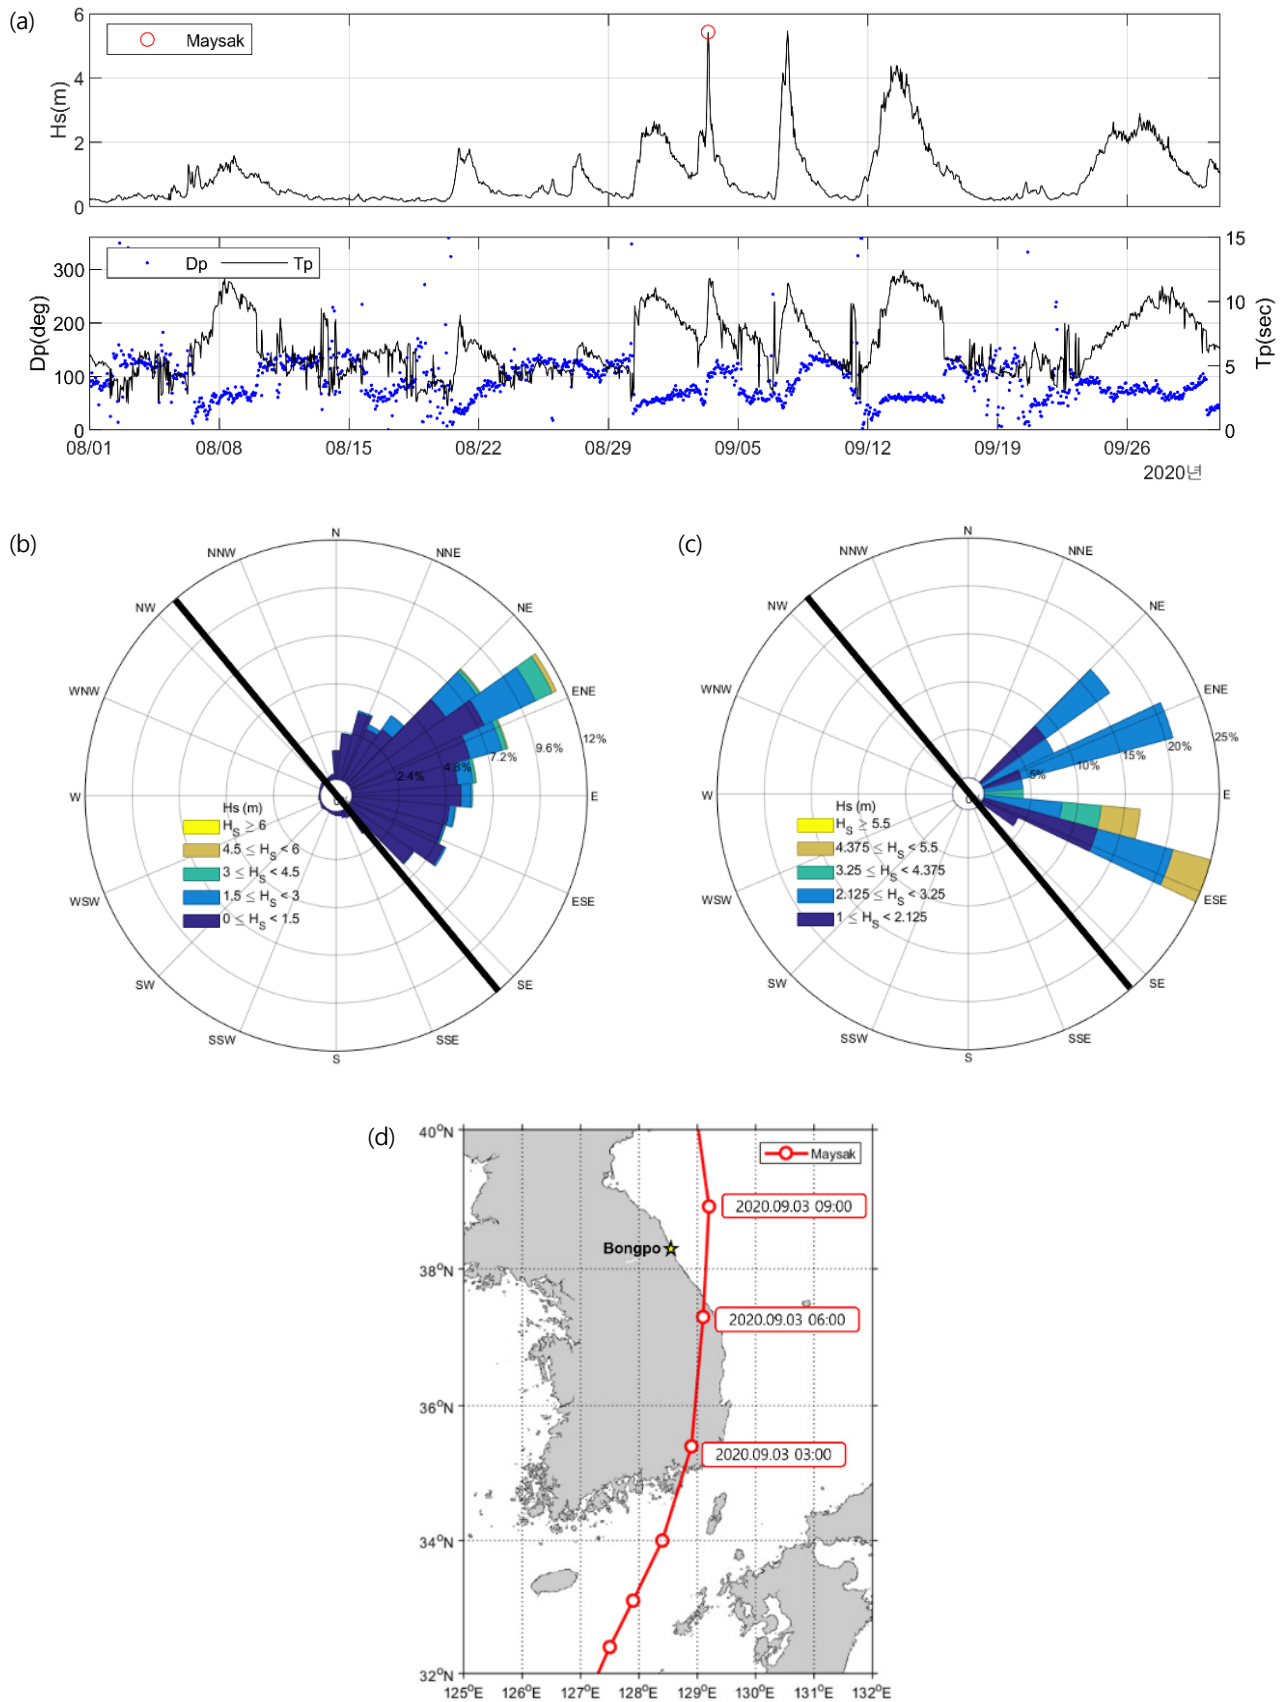 (a)
6
4
2
0
Hs(m)
Maysak
300
200
100
0
Dp(deg)
Dp
Tp
15
10
5
0
Tp(sec)
08/01
08/08
08/15
08/22
08/29
09/05
09/12
09/19
09/26
2020년
(b)
N
NNE
NE
ENE
E
ESE
SE
SSE
S
SSW
SW
WSW
W
WNW
NW
NNW
2.4%
4.8%
7.2%
9.6%
12%
Hs (m)
HS ≥ 6
4.5 ≤ HS < 6
3 ≤ HS < 4.5
1.5 ≤ HS < 3
0 ≤ HS < 1.5
(c)
N
NNE
NE
ENE
E
ESE
SE
SSE
S
SSW
SW
WSW
W
WNW
NW
NNW
5%
10%
15%
20%
25%
Hs (m)
HS ≥ 5.5
4.375 ≤ HS < 5.5
3.25 ≤ HS < 4.375
2.125 ≤ HS < 3.25
1 ≤ HS < 2.125
(d)
40°N
38°N
36°N
34°N
32°N
Maysak
2020.09.03 09:00
Bongpo
2020.09.03 06:00
2020.09.03 03:00
125°E
126°E
127°E
128°E
129°E
130°E
131°E
132°E